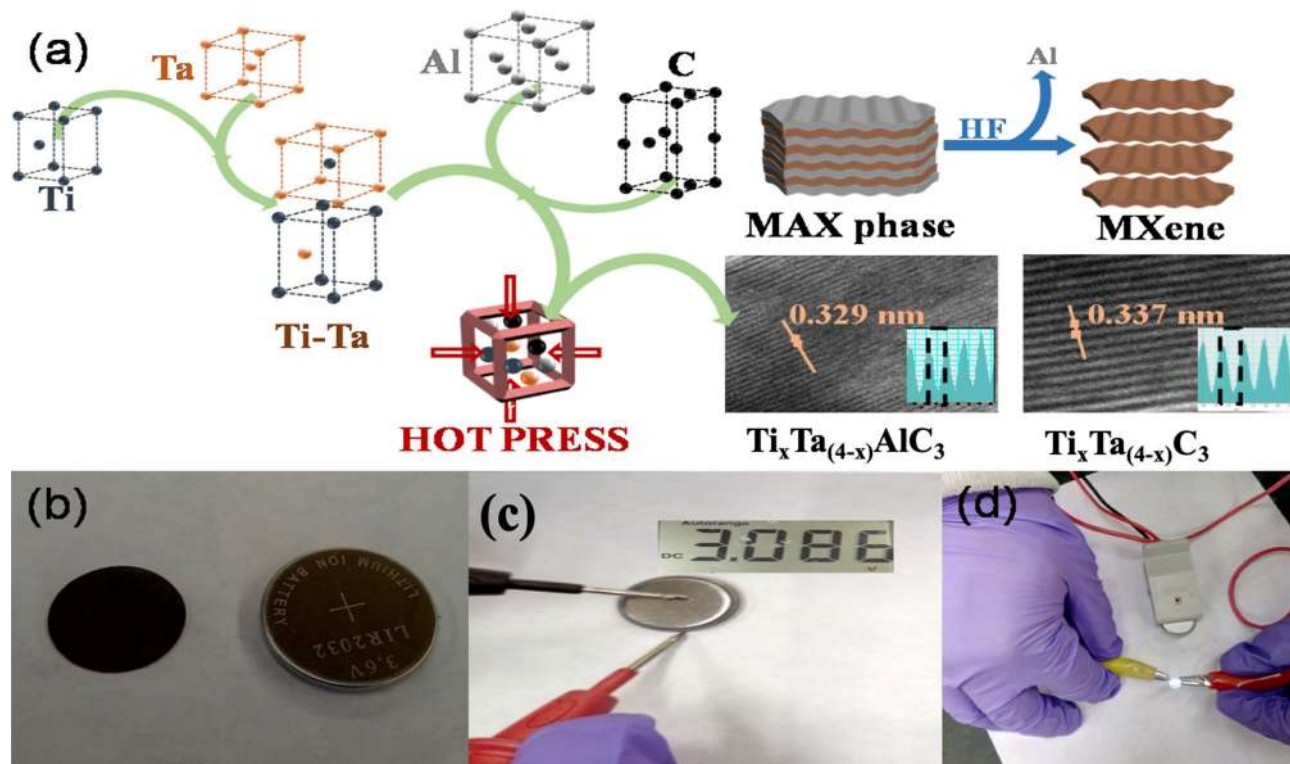 (a)
Ta
Al
C
Ti
Ti-Ta
HOT PRESS
Al
HF
MAX phase
MXene
0.329 nm
0.337 nm
TiₓTa₍₄₋ₓ₎AlC₃
TiₓTa₍₄₋ₓ₎C₃
(b)
LITHIUM ION BATTERY
LIR2032
3.6V
(c)
Autorange
DC
3.086
V
(d)